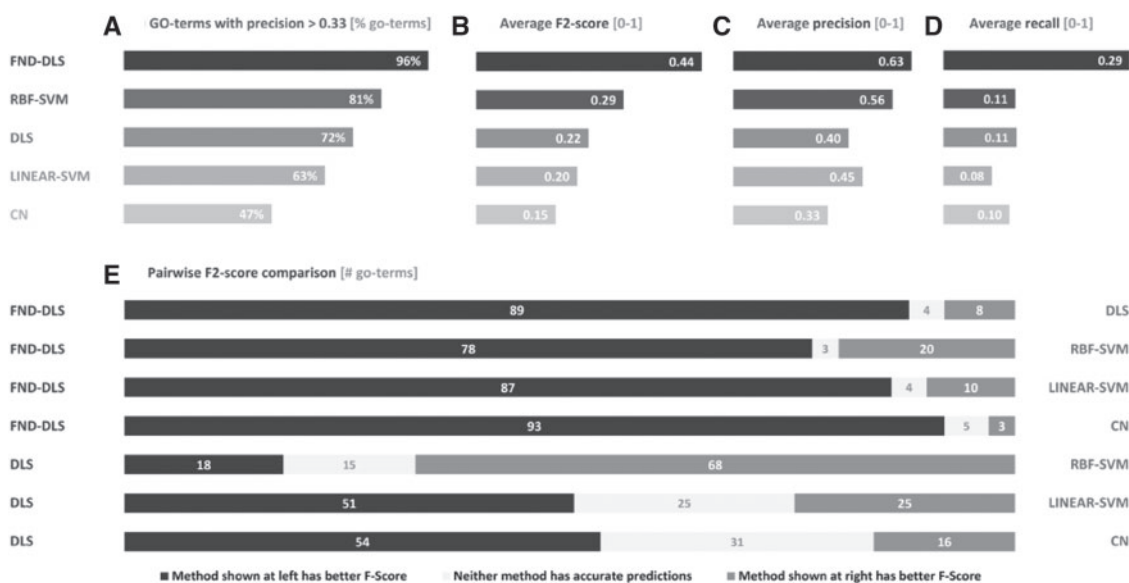 A GO-terms with precision > 0.33 [% go-terms] B Average F2-score [0-1] C Average precision [0-1] D Average recall [0-1]
FND-DLS 96% 0.44 0.63 0.29
RBF-SVM 81% 0.29 0.56 0.11
DLS 72% 0.22 0.40 0.11
LINEAR-SVM 63% 0.20 0.45 0.08
CN 47% 0.15 0.33 0.10
E Pairwise F2-score comparison [# go-terms]
FND-DLS 89 4 8 DLS
FND-DLS 78 3 20 RBF-SVM
FND-DLS 87 4 10 LINEAR-SVM
FND-DLS 93 5 3 CN
DLS 18 15 68 RBF-SVM
DLS 51 25 25 LINEAR-SVM
DLS 54 31 16 CN
Method shown at left has better F-Score Neither method has accurate predictions Method shown at right has better F-Score